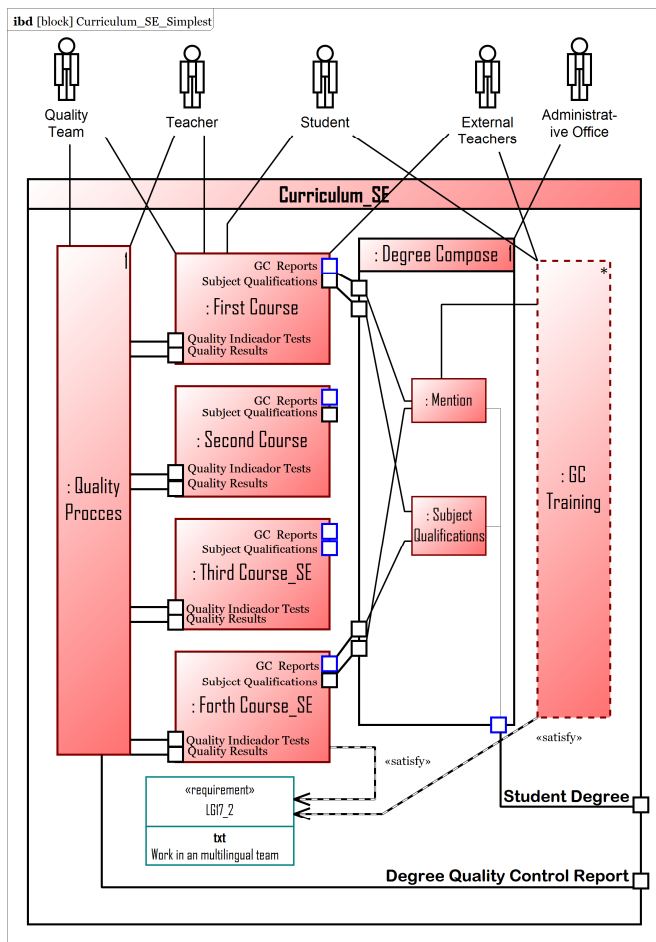 ibd [block] Curriculum_SE_Simplest
Quality
Team
Teacher
Student
External
Teachers
Administrat-
ive Office
Curriculum_SE
1
: Quality
Procces
GC Reports
Subject Qualifications
: First Course
Quality Indicador Tests
Quality Results
GC Reports
Subject Qualifications
: Second Course
Quality Indicador Tests
Quality Results
GC Reports
Subject Qualifications
: Third Course_SE
Quality Indicador Tests
Quality Results
GC Reports
Subject Qualifications
: Forth Course_SE
Quality Indicador Tests
Quality Results
: Degree Compose 1
: Mention
: Subject
Qualifications
*
: GC
Training
«satisfy»
«satisfy»
«requirement»
LG17_2
txt
Work in an multilingual team
Student Degree
Degree Quality Control Report